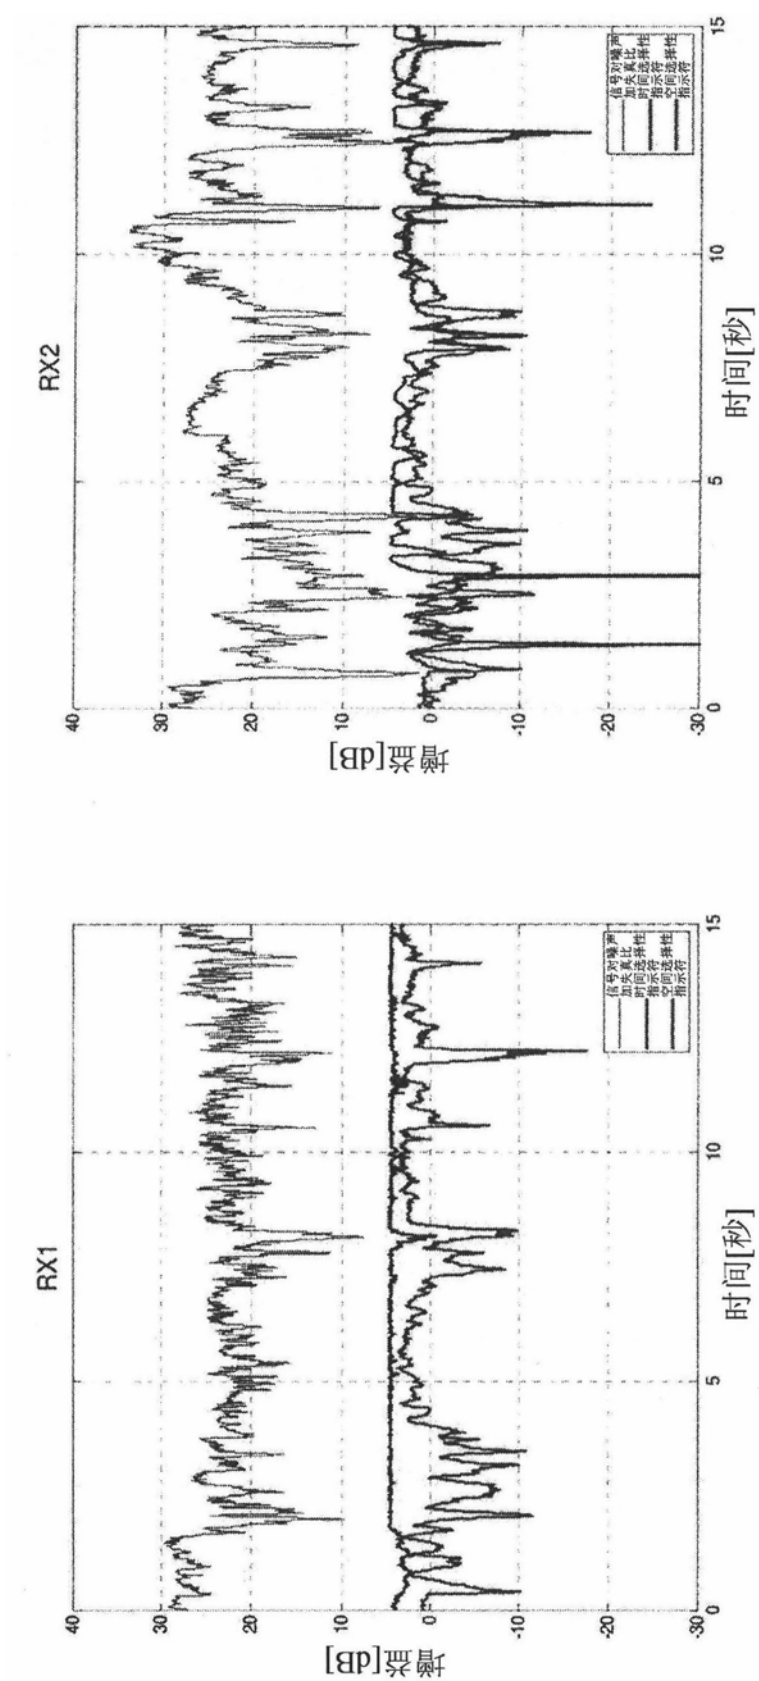 RX1
增益[dB]
40
30
20
10
0
-10
-20
-30
0
5
10
15
时间[秒]
信号对噪声
加失真比
时间选择性
指示符
空间选择性
指示符
RX2
增益[dB]
40
30
20
10
0
-10
-20
-30
0
5
10
15
时间[秒]
信号对噪声
加失真比
时间选择性
指示符
空间选择性
指示符